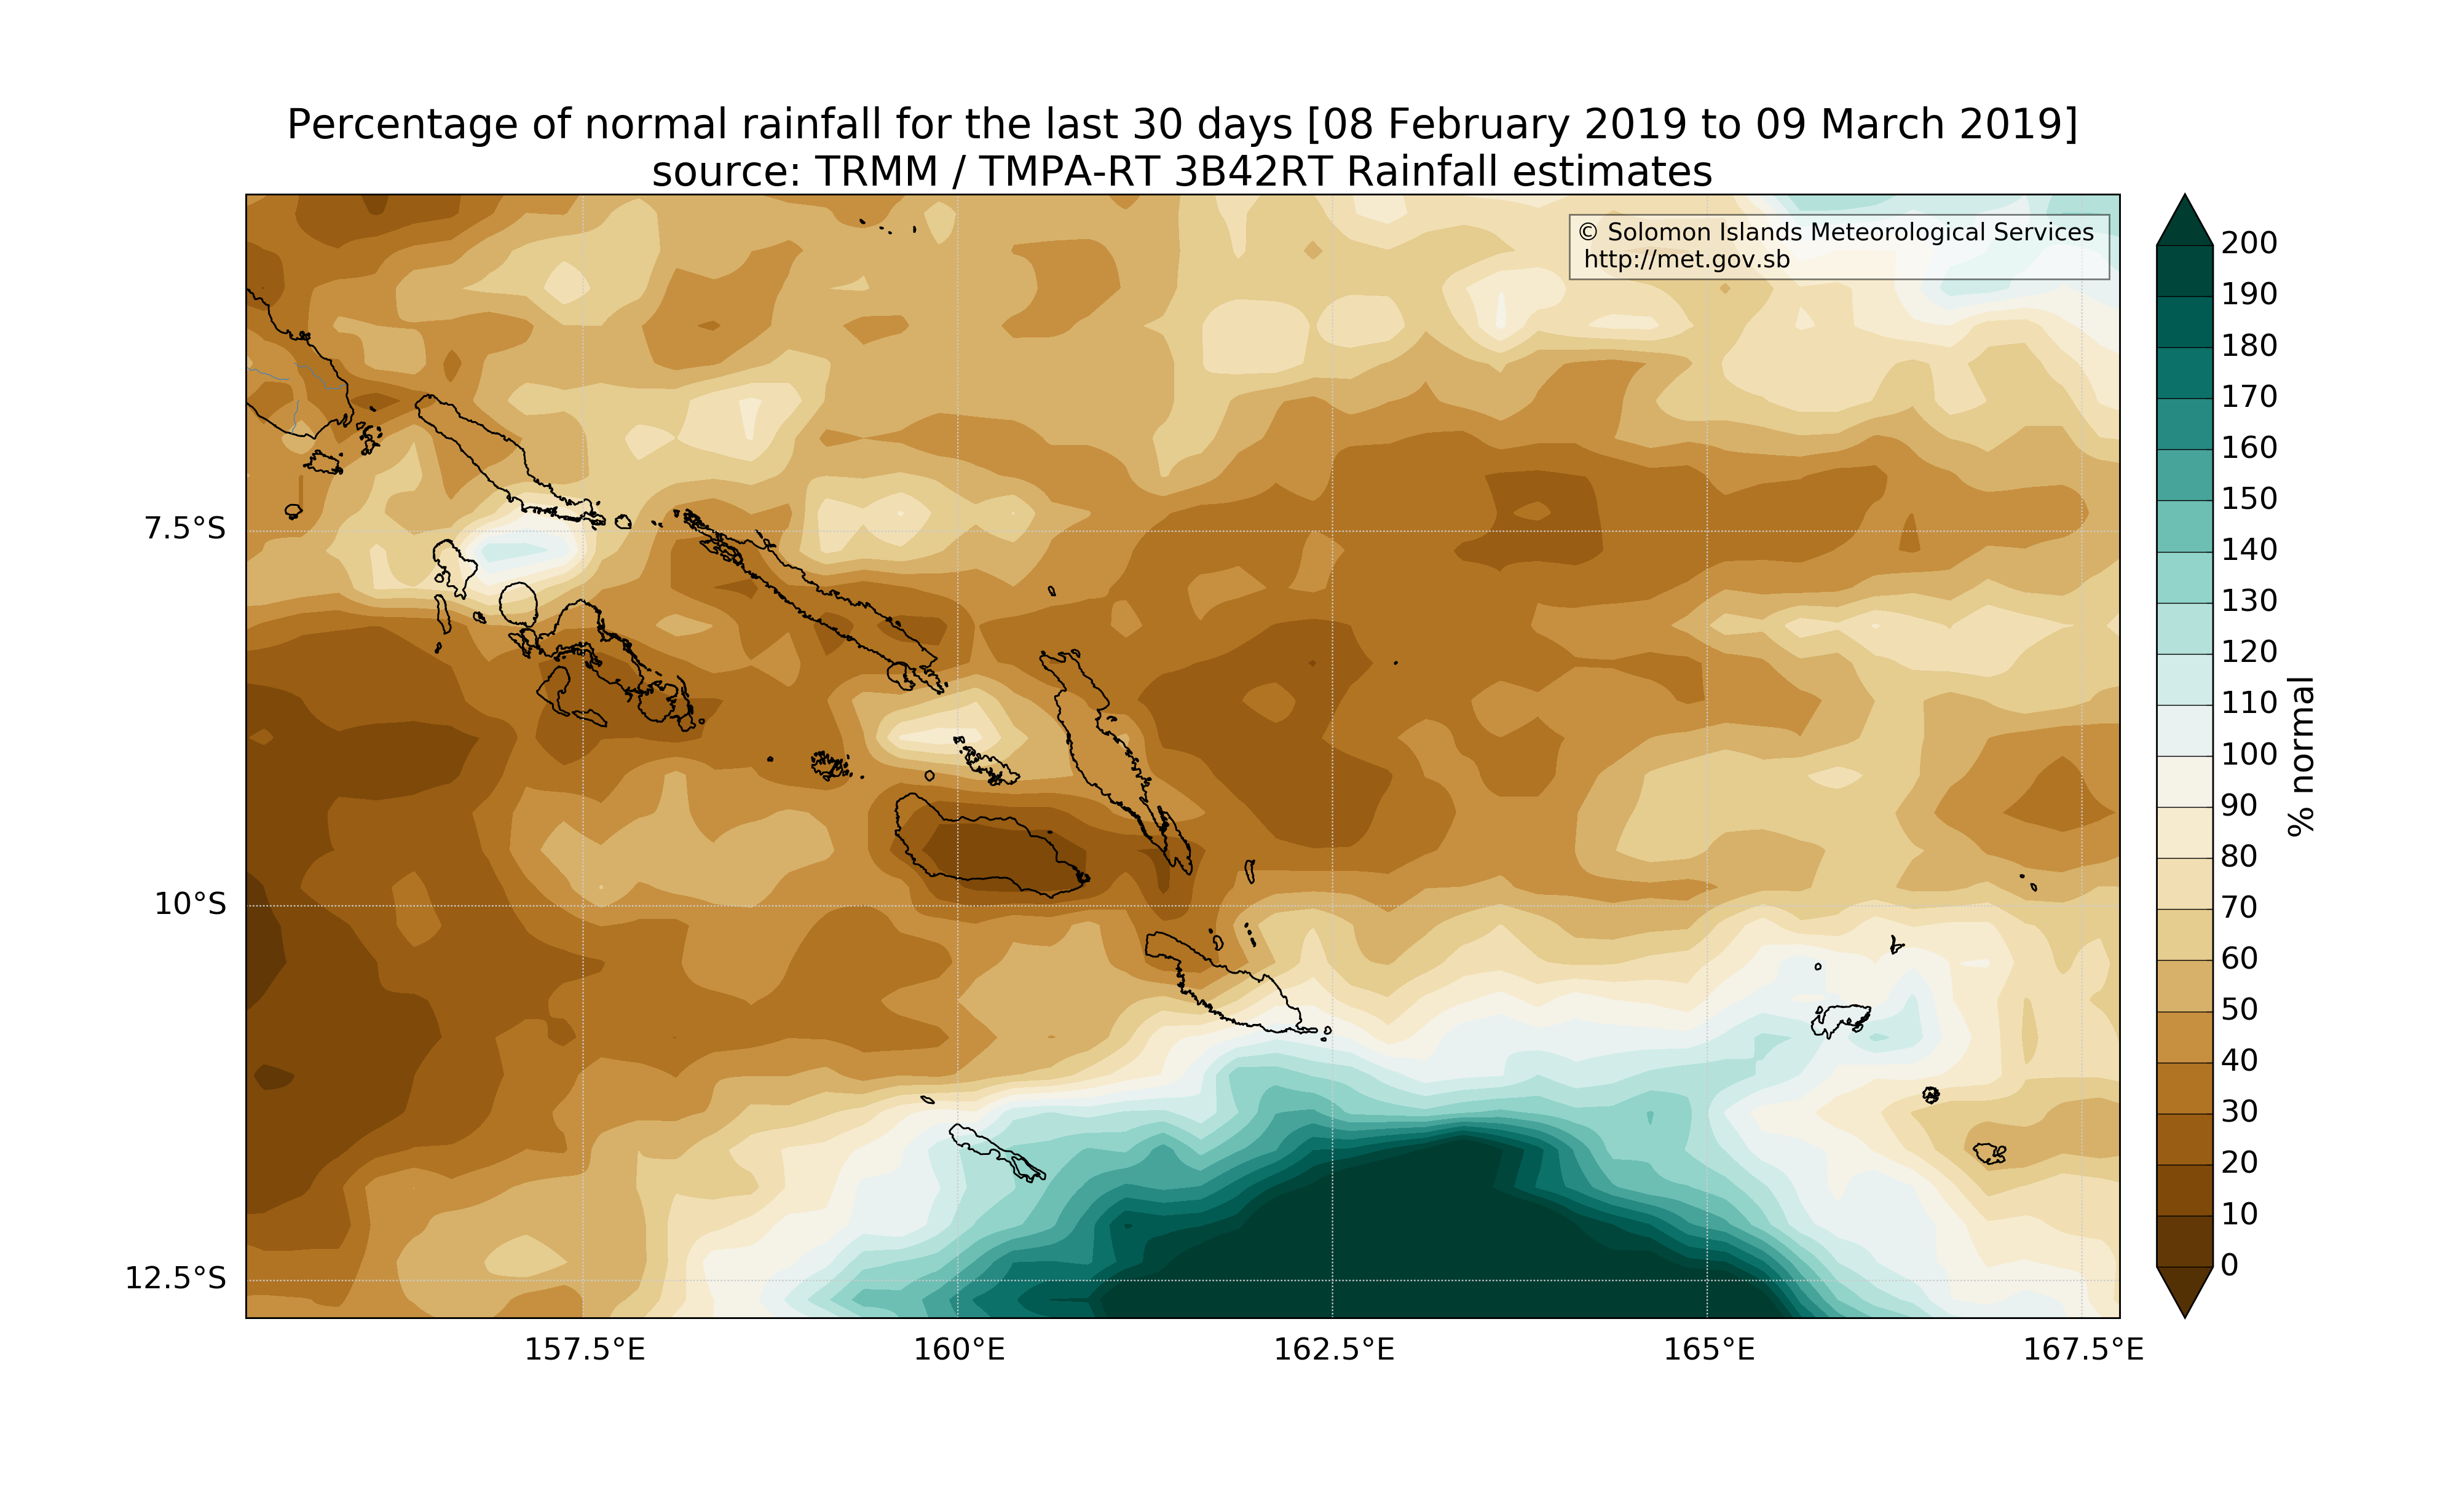 Percentage of normal rainfall for the last 30 days [08 February 2019 to 09 March 2019]
source: TRMM / TMPA-RT 3B42RT Rainfall estimates
© Solomon Islands Meteorological Services
http://met.gov.sb
7.5°S
10°S
12.5°S
157.5°E
160°E
162.5°E
165°E
167.5°E
200
190
180
170
160
150
140
130
120
110
100
90
80
70
60
50
40
30
20
10
0
% normal